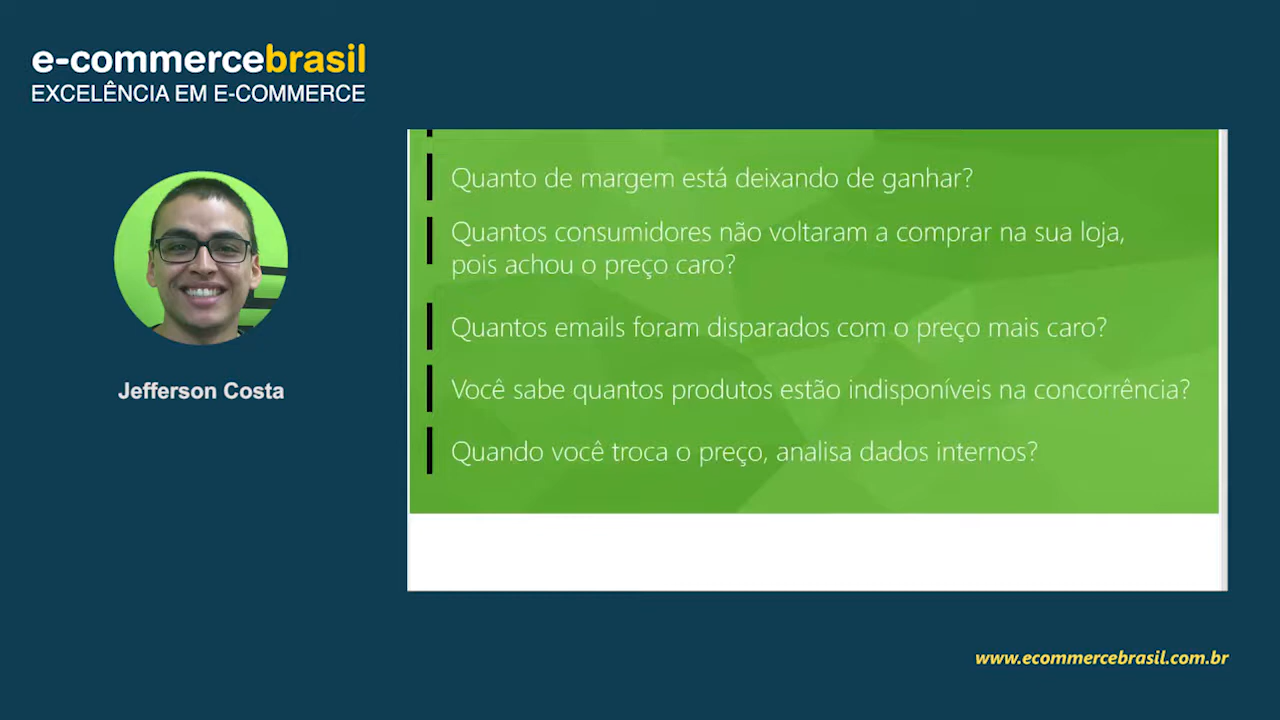 e-commercebrasil
EXCELÊNCIA EM E-COMMERCE
Jefferson Costa
Quanto de margem está deixando de ganhar?
Quantos consumidores não voltaram a comprar na sua loja,
pois achou o preço caro?
Quantos emails foram disparados com o preço mais caro?
Você sabe quantos produtos estão indisponíveis na concorrência?
Quando você troca o preço, analisa dados internos?
www.ecommercebrasil.com.br